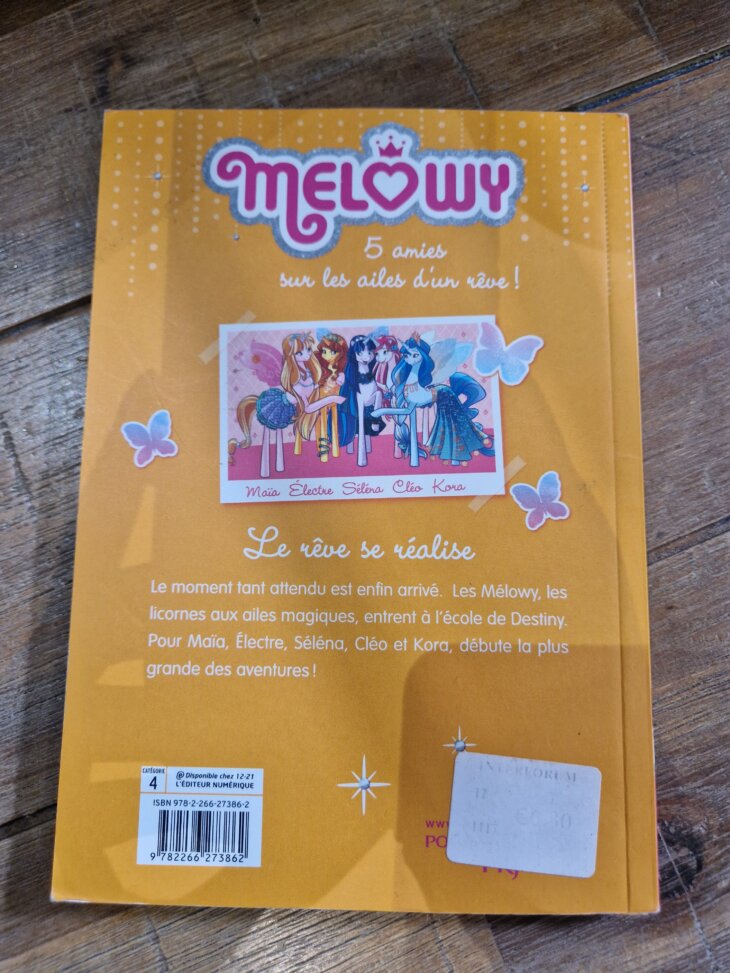 MELOWY
5 amies
sur les ailes d'un rêve !
Maïa Électre Séléna Cléo Kora
Le rêve se réalise
Le moment tant attendu est enfin arrivé. Les Mélowy, les
licornes aux ailes magiques, entrent à l'école de Destiny.
Pour Maïa, Électre, Séléna, Cléo et Kora, débute la plus
grande des aventures !
CATÉGORIE
4
@ Disponible chez 12-21
L'ÉDITEUR NUMÉRIQUE
ISBN 978-2-266-27386-2
9 782266 273862
INTERFORUM
www
PO